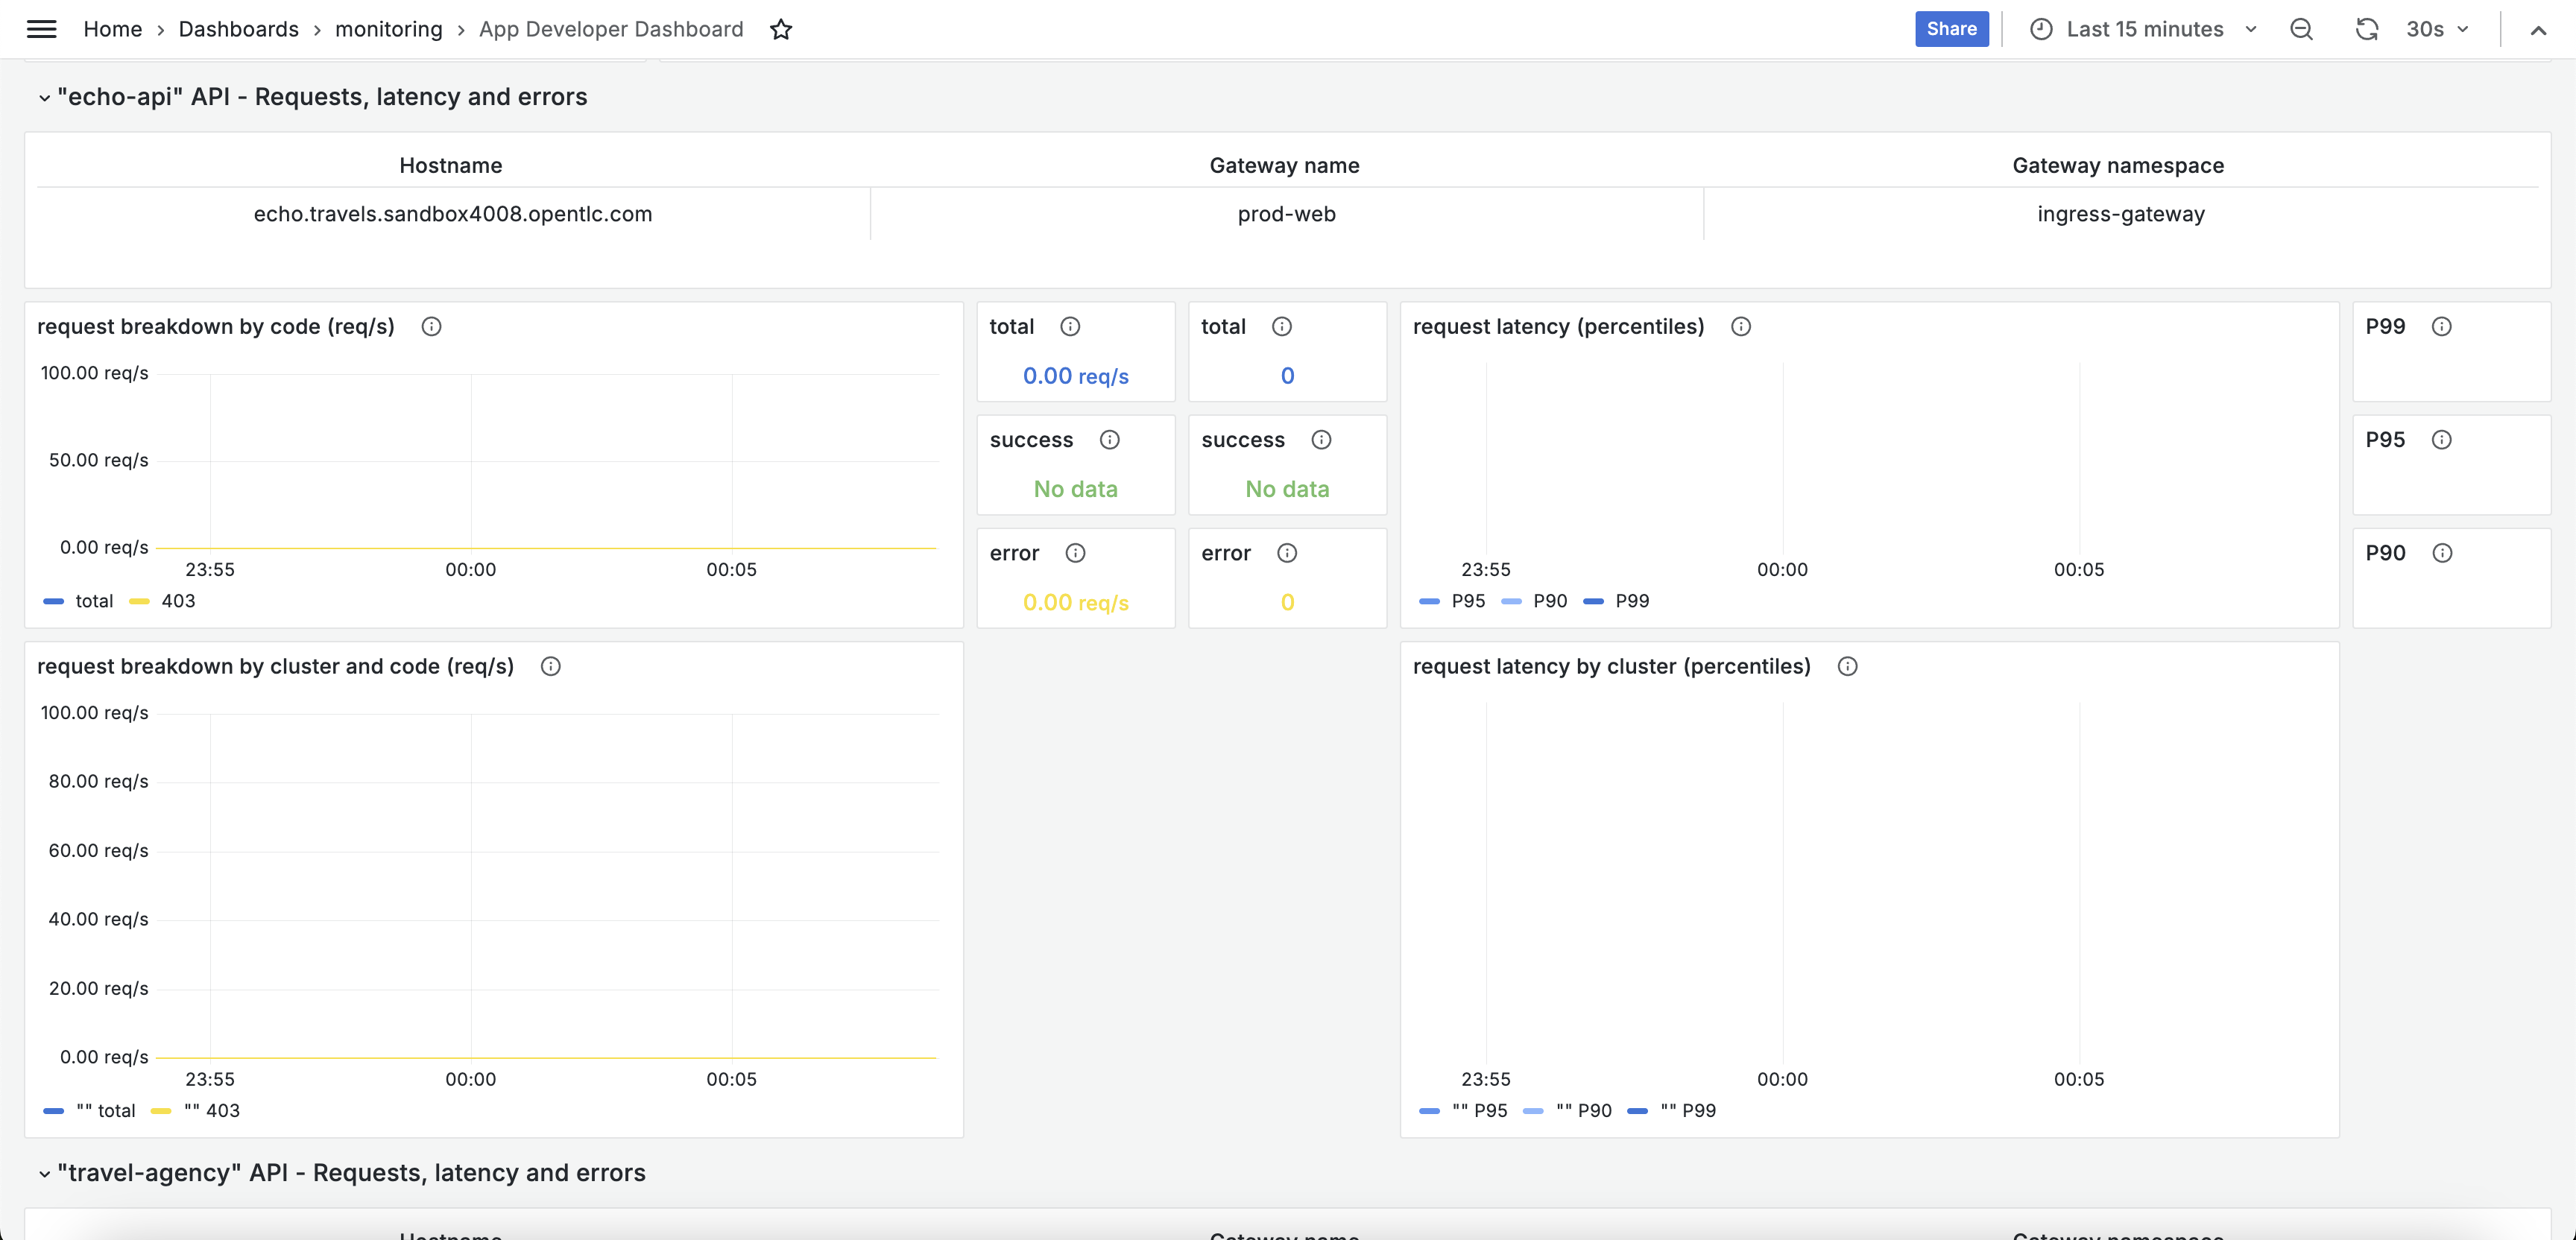 Home › Dashboards › monitoring › App Developer Dashboard
Share
Last 15 minutes
30s
"echo-api" API - Requests, latency and errors
Hostname Gateway name Gateway namespace
echo.travels.sandbox4008.opentlc.com prod-web ingress-gateway
request breakdown by code (req/s)
100.00 req/s
50.00 req/s
0.00 req/s
23:55 00:00 00:05
total 403
total
0.00 req/s
total
0
success
No data
success
No data
error
0.00 req/s
error
0
request latency (percentiles)
23:55 00:00 00:05
P95 P90 P99
P99
P95
P90
request breakdown by cluster and code (req/s)
100.00 req/s
80.00 req/s
60.00 req/s
40.00 req/s
20.00 req/s
0.00 req/s
23:55 00:00 00:05
"" total "" 403
request latency by cluster (percentiles)
23:55 00:00 00:05
"" P95 "" P90 "" P99
"travel-agency" API - Requests, latency and errors
Hostname Gateway name Gateway namespace